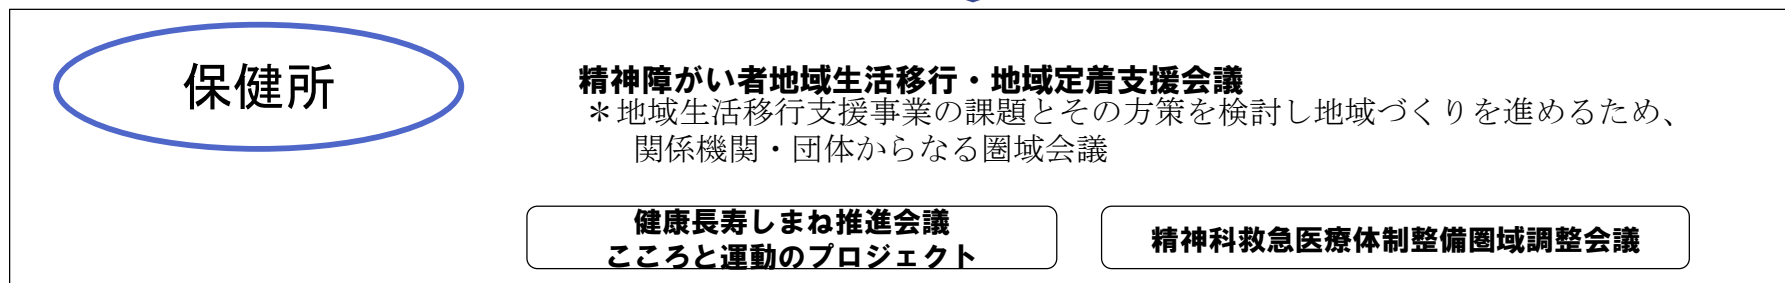 保健所
精神障がい者地域生活移行・地域定着支援会議
＊地域生活移行支援事業の課題とその方策を検討し地域づくりを進めるため、
関係機関・団体からなる圏域会議
健康長寿しまね推進会議
こころと運動のプロジェクト
精神科救急医療体制整備圏域調整会議